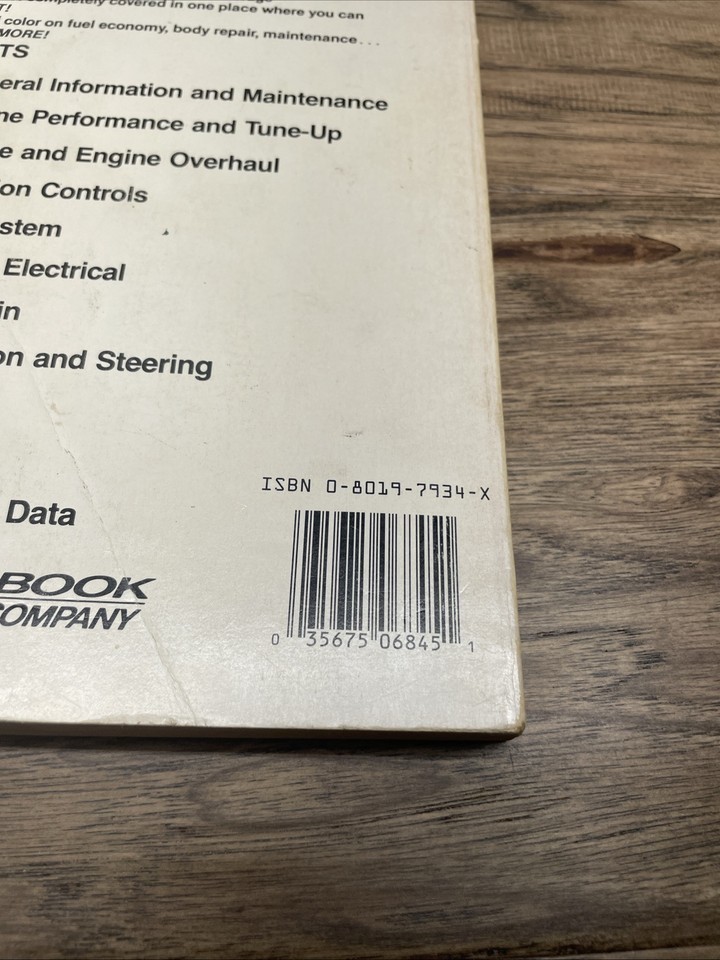 completely covered in one place where you can
T!
color on fuel economy, body repair, maintenance...
MORE!
TS
eral Information and Maintenance
ne Performance and Tune-Up
e and Engine Overhaul
ion Controls
stem
Electrical
in
on and Steering
Data
ISBN 0-8019-7934-X
BOOK
COMPANY
0 35675 06845 1